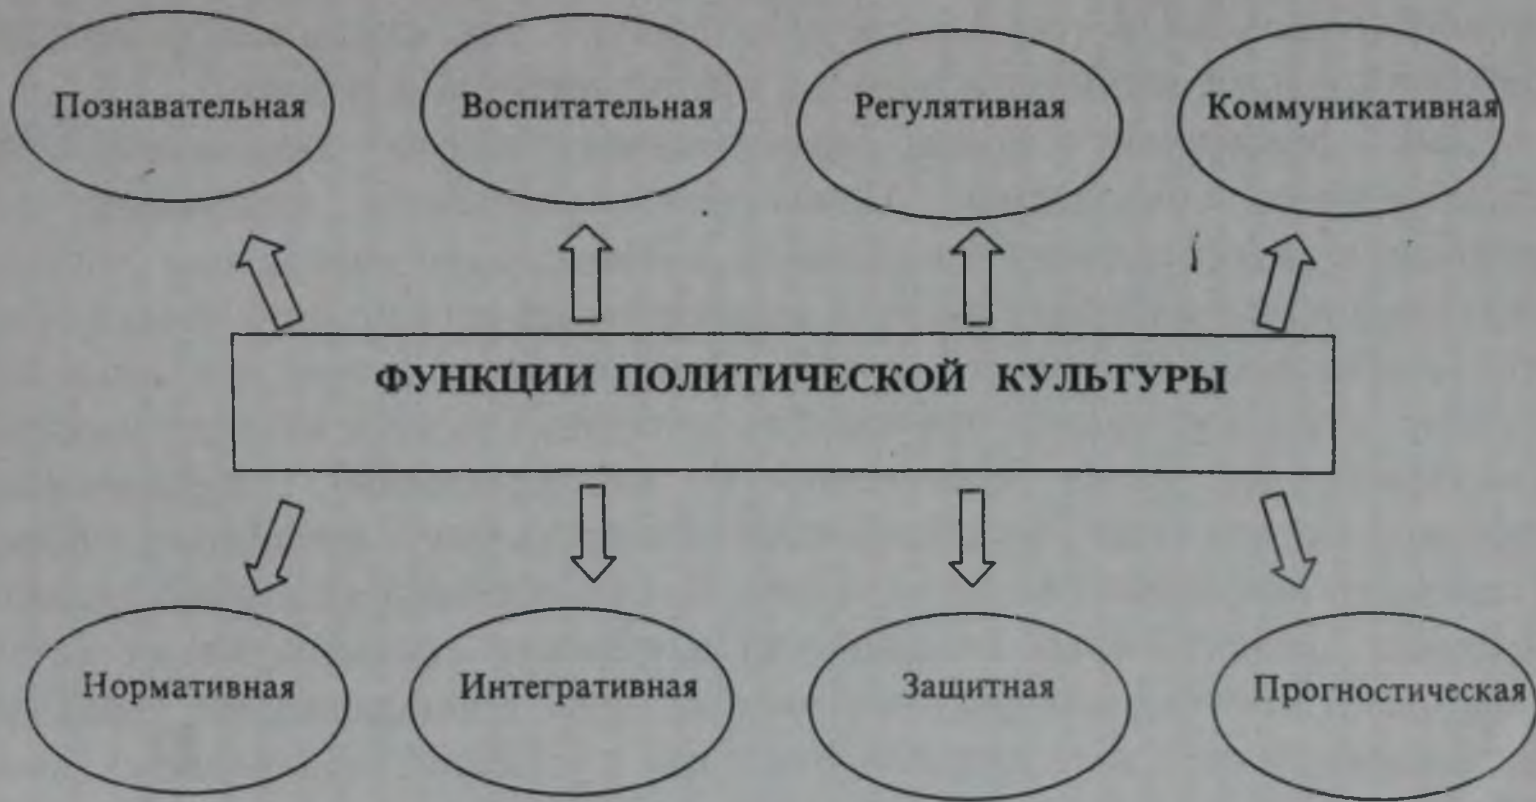 Познавательная
Воспитательная
Регулятивная
Коммуникативная
ФУНКЦИИ ПОЛИТИЧЕСКОЙ КУЛЬТУРЫ
Нормативная
Интегративная
Защитная
Прогностическая